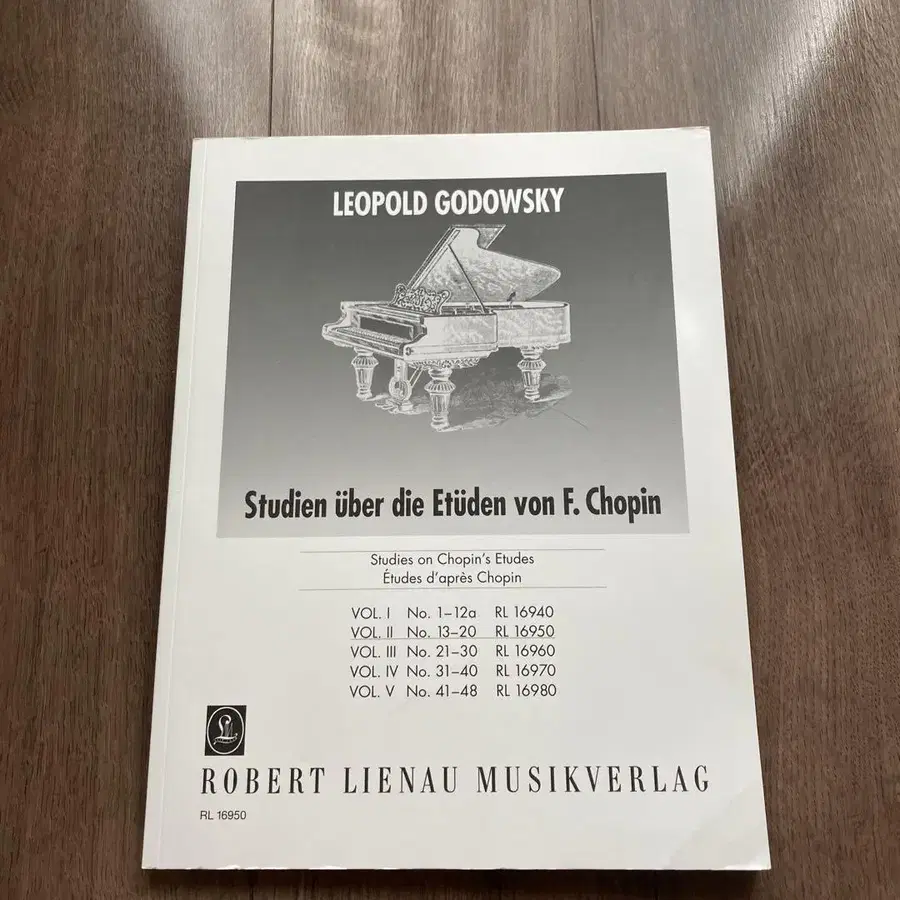 LEOPOLD GODOWSKY
Studien über die Etüden von F. Chopin
Studies on Chopin's Etudes
Études d'après Chopin
VOL. I No. 1–12a RL 16940
VOL. II No. 13–20 RL 16950
VOL. III No. 21–30 RL 16960
VOL. IV No. 31–40 RL 16970
VOL. V No. 41–48 RL 16980
ROBERT LIENAU MUSIKVERLAG
RL 16950